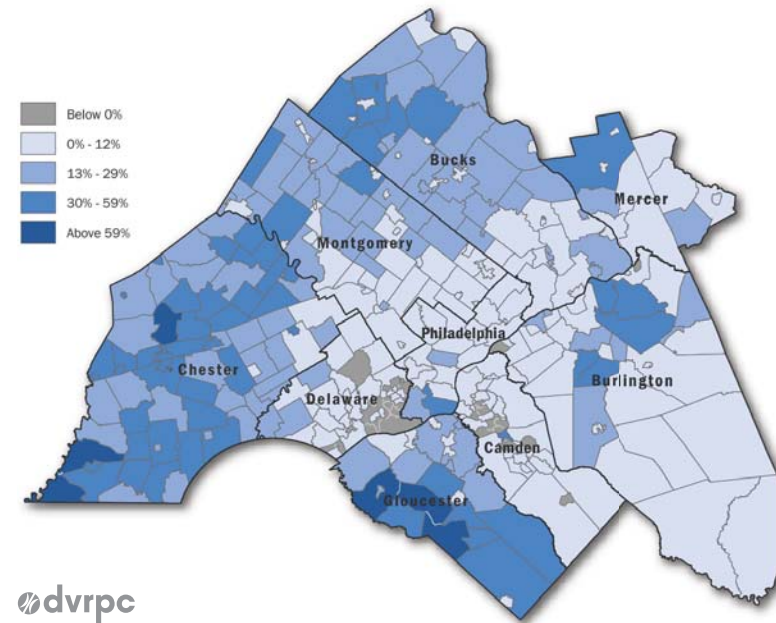 Below 0%
0% - 12%
13% - 29%
30% - 59%
Above 59%
Bucks
Mercer
Montgomery
Philadelphia
Chester
Burlington
Delaware
Camden
Gloucester
dvrpc